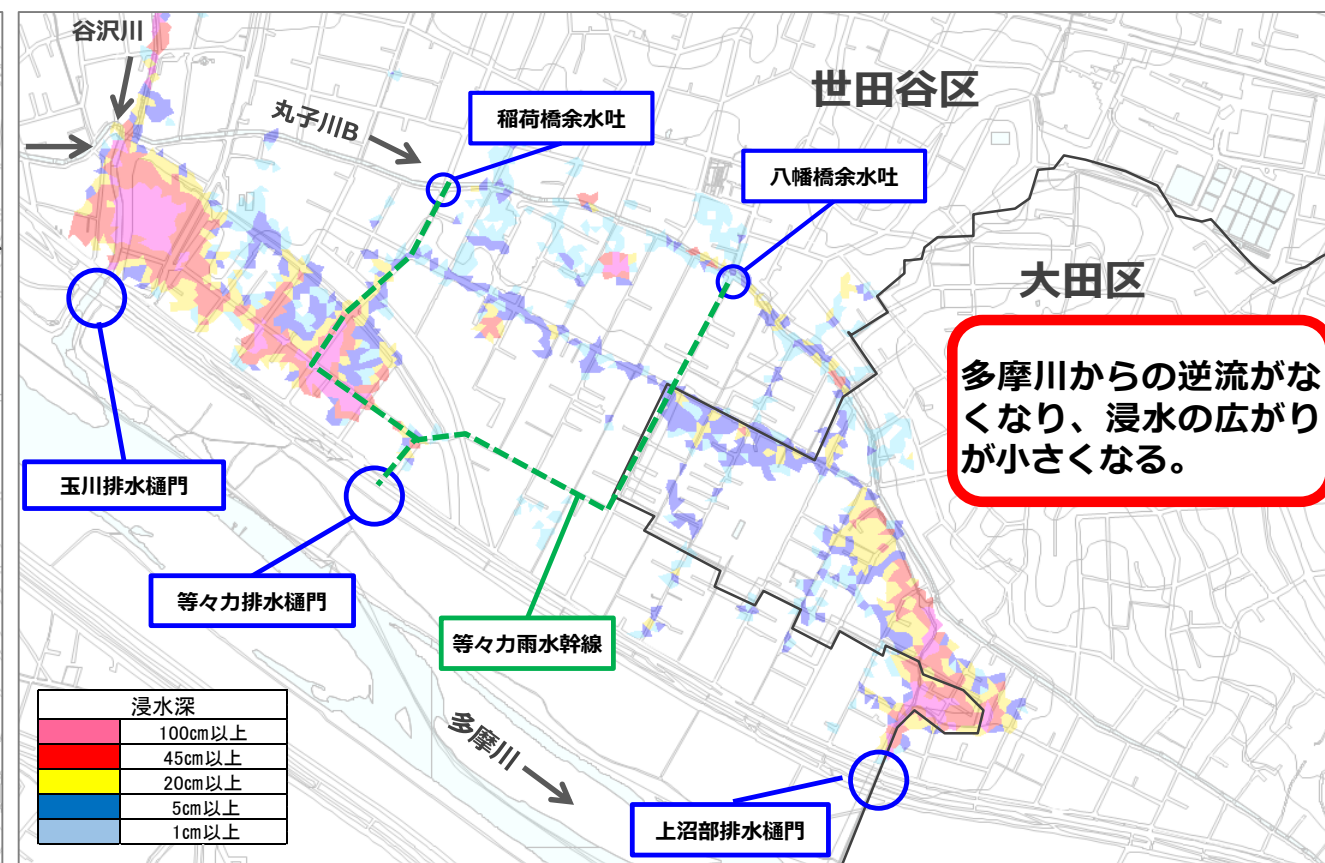 谷沢川
世田谷区
丸子川B
稲荷橋余水吐
八幡橋余水吐
大田区
多摩川からの逆流がな
くなり、浸水の広がり
が小さくなる。
玉川排水樋門
等々力排水樋門
等々力雨水幹線
多摩川
上沼部排水樋門
浸水深
100cm以上
45cm以上
20cm以上
5cm以上
1cm以上